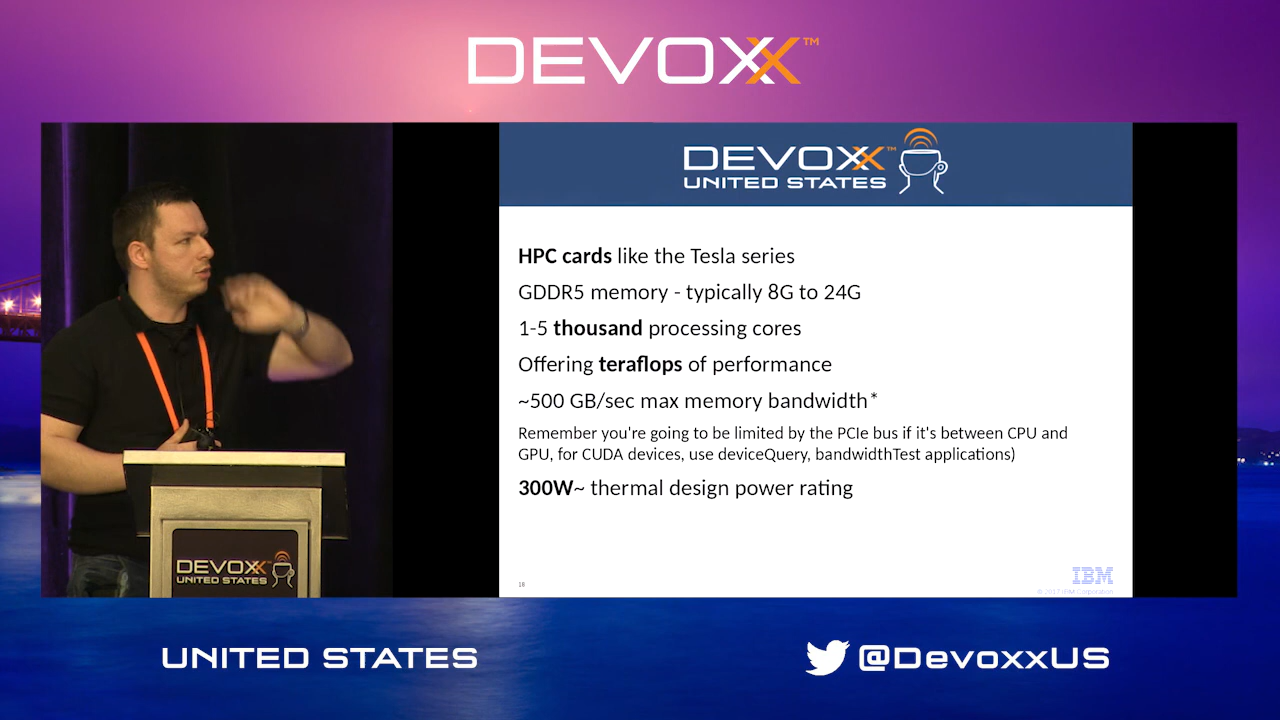 DEVOXX™
DEVOXX™
UNITED STATES
HPC cards like the Tesla series
GDDR5 memory - typically 8G to 24G
1-5 thousand processing cores
Offering teraflops of performance
~500 GB/sec max memory bandwidth*
Remember you're going to be limited by the PCIe bus if it's between CPU and
GPU, for CUDA devices, use deviceQuery, bandwidthTest applications)
300W~ thermal design power rating
18
IBM
© 2017 IBM Corporation
DEVOXX
UNITED STATES
UNITED STATES
@DevoxxUS